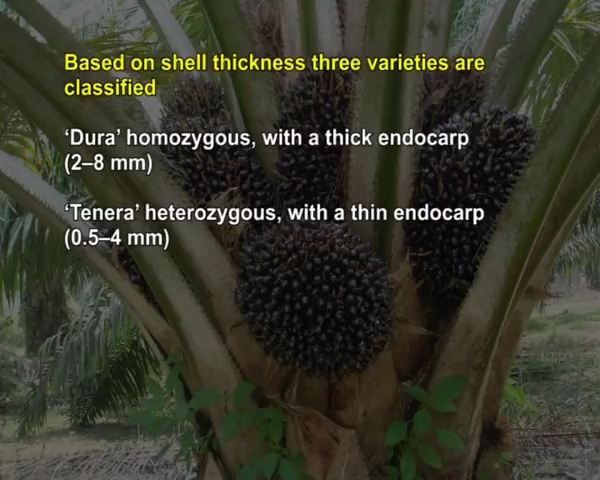 Based on shell thickness three varieties are
classified
‘Dura’ homozygous, with a thick endocarp
(2–8 mm)
‘Tenera’ heterozygous, with a thin endocarp
(0.5–4 mm)